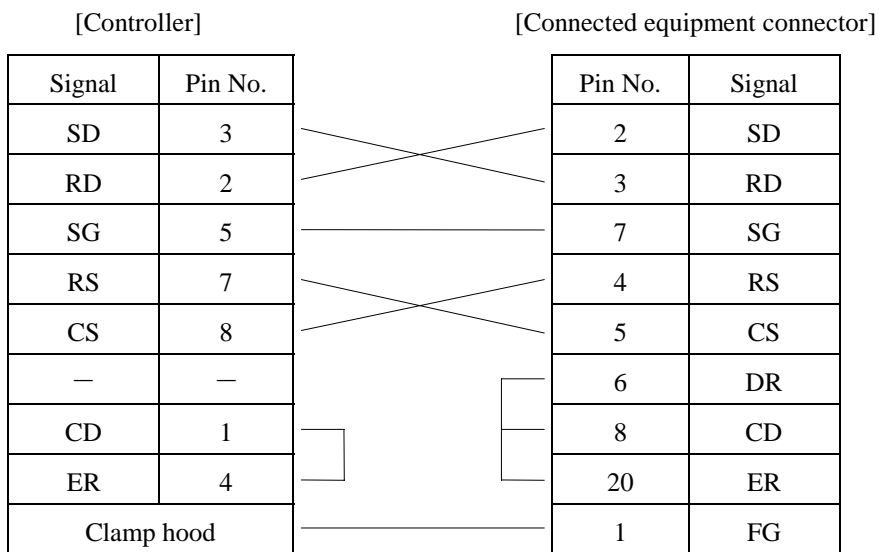 [Controller] [Connected equipment connector]
Signal Pin No. Pin No. Signal
SD 3 2 SD
RD 2 3 RD
SG 5 7 SG
RS 7 4 RS
CS 8 5 CS
— — 6 DR
CD 1 8 CD
ER 4 20 ER
Clamp hood 1 FG